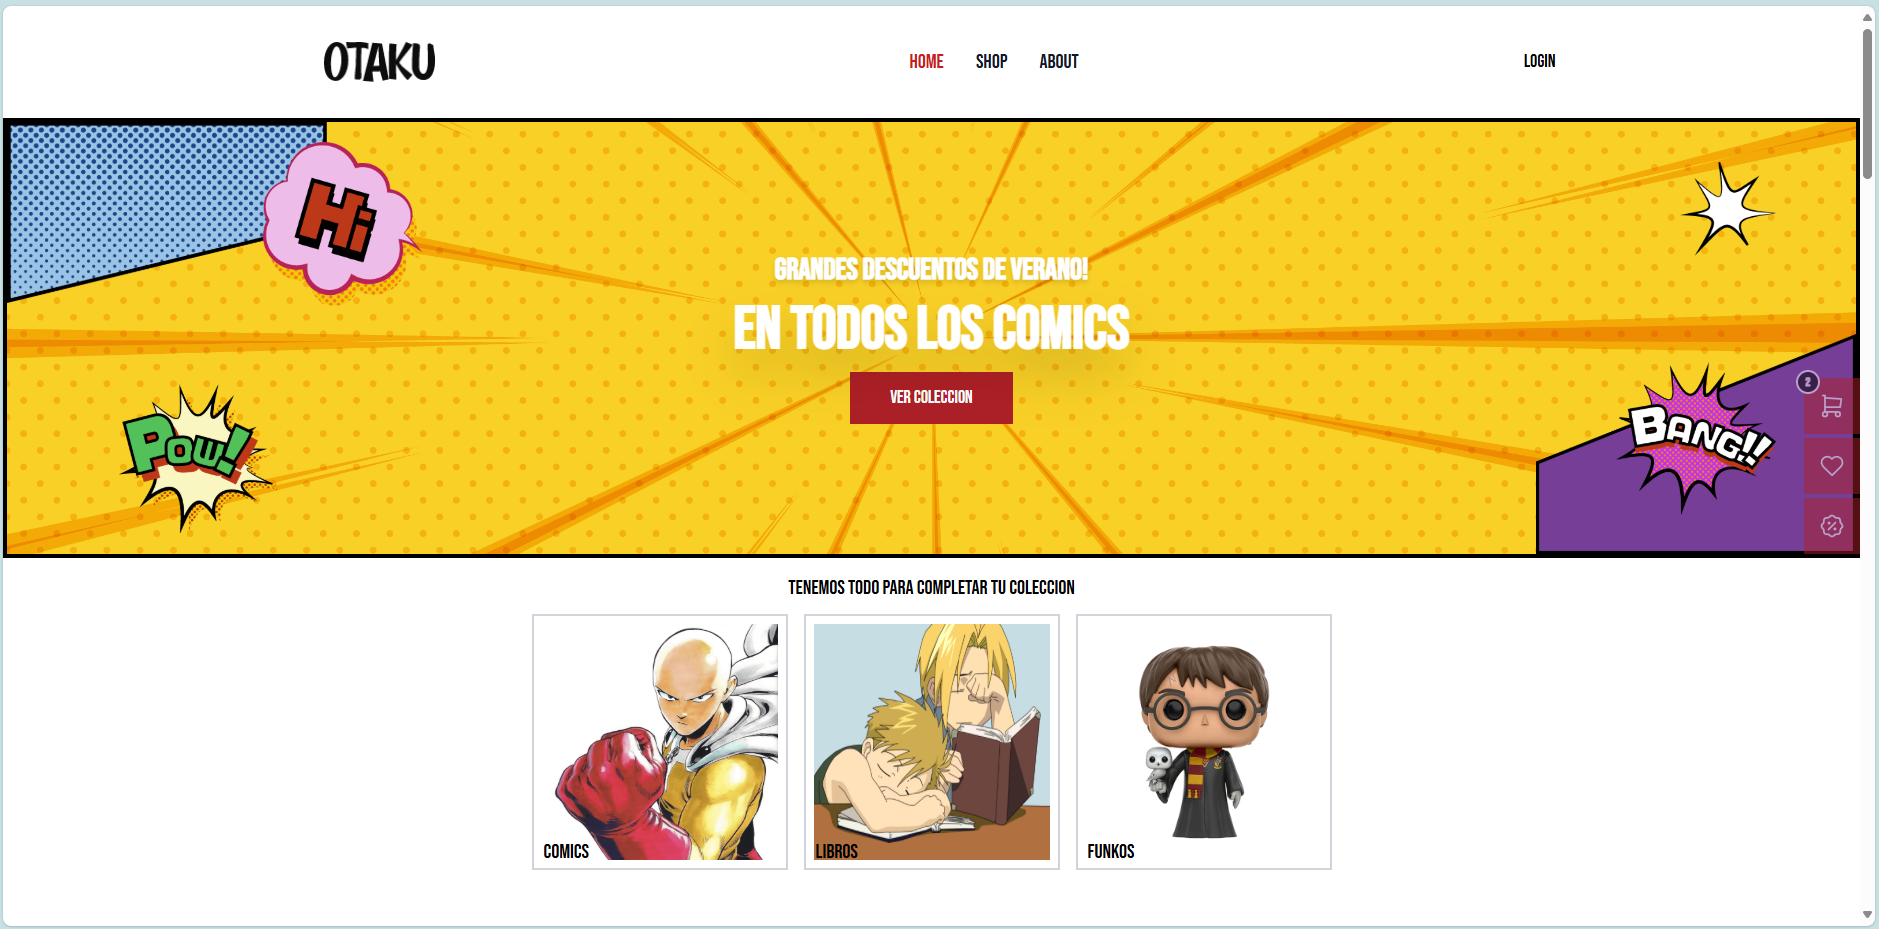 OTAKU
HOME SHOP ABOUT
LOGIN
Hi
GRANDES DESCUENTOS DE VERANO!
EN TODOS LOS COMICS
VER COLECCION
POW!
2
BANG!!
TENEMOS TODO PARA COMPLETAR TU COLECCION
COMICS
LIBROS
FUNKOS